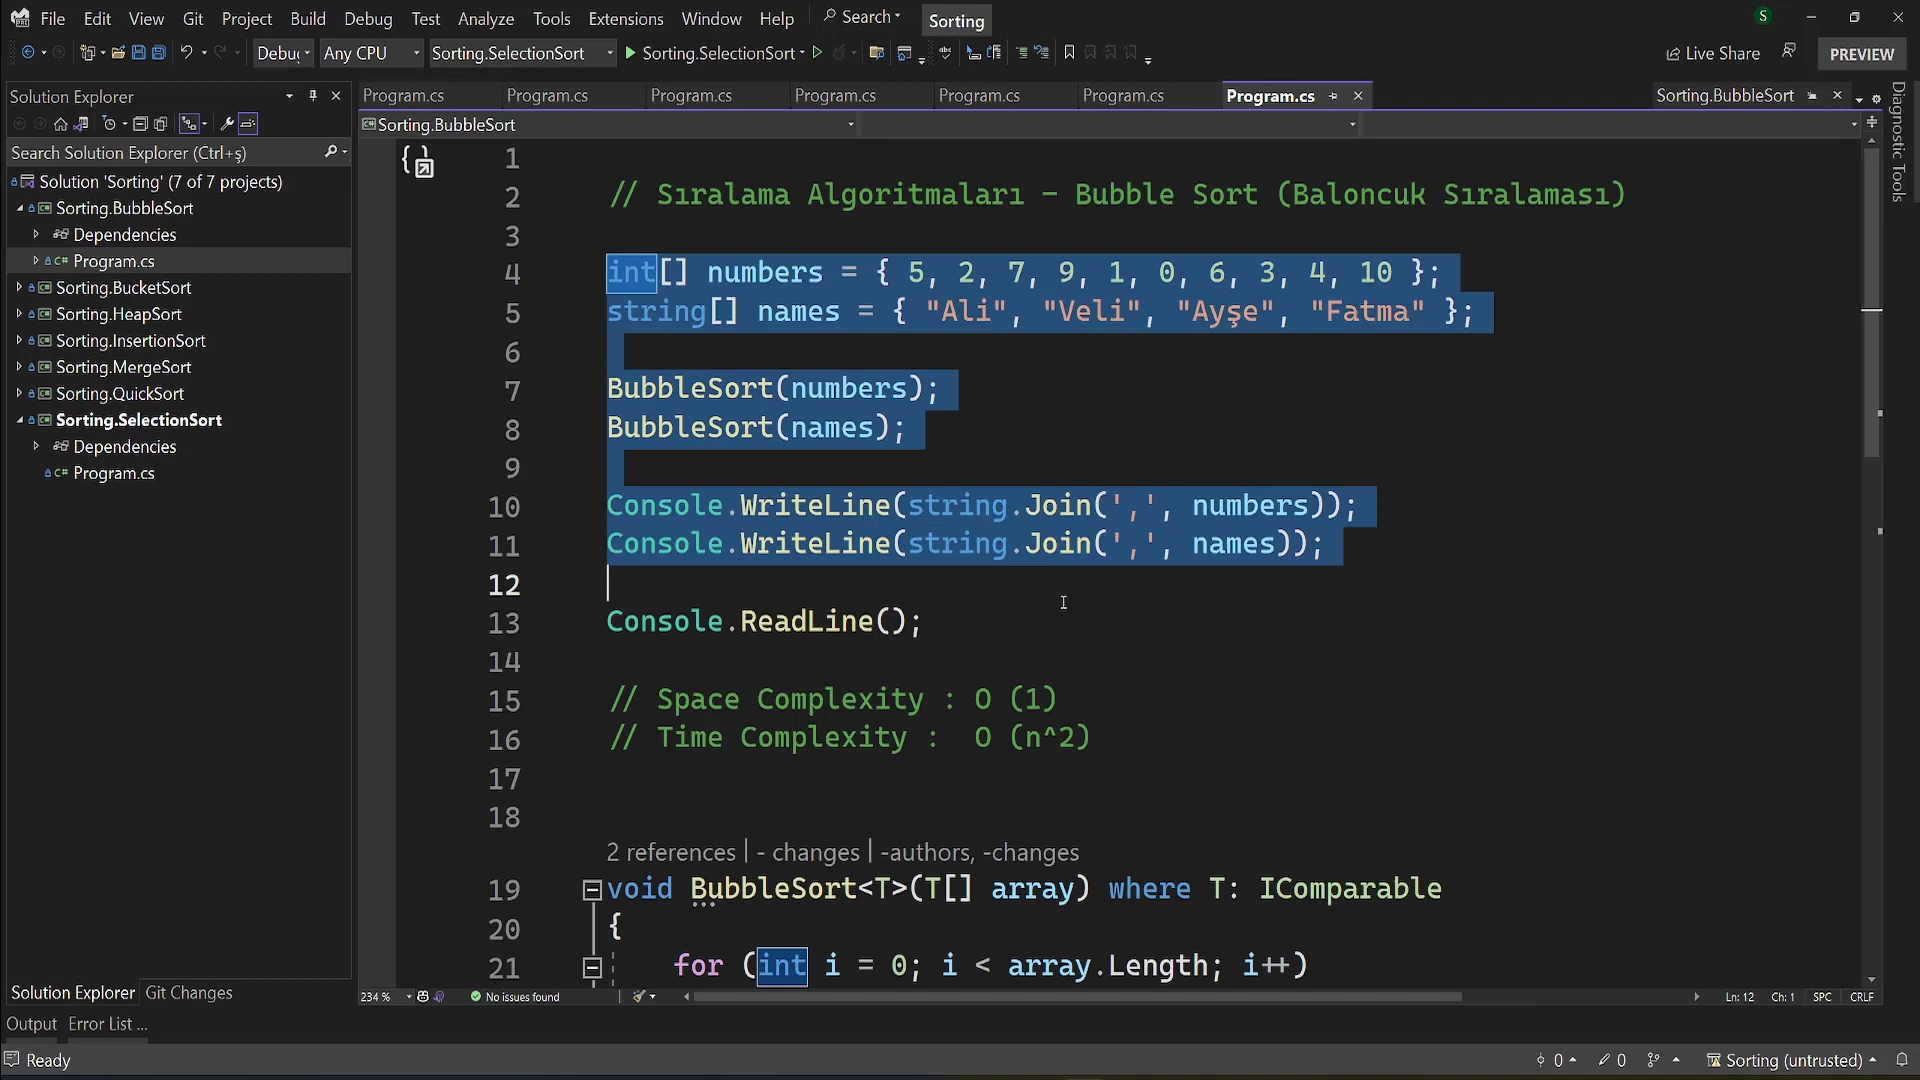 File Edit View Git Project Build Debug Test Analyze Tools Extensions Window Help Search Sorting S
Debug Any CPU Sorting.SelectionSort Sorting.SelectionSort Live Share PREVIEW
Solution Explorer
Search Solution Explorer (Ctrl+ş)
Solution 'Sorting' (7 of 7 projects)
Sorting.BubbleSort
Dependencies
C# Program.cs
Sorting.BucketSort
Sorting.HeapSort
Sorting.InsertionSort
Sorting.MergeSort
Sorting.QuickSort
Sorting.SelectionSort
Dependencies
C# Program.cs
Solution Explorer Git Changes
Program.cs Program.cs Program.cs Program.cs Program.cs Program.cs Program.cs Sorting.BubbleSort
Sorting.BubbleSort
1
2 // Sıralama Algoritmaları - Bubble Sort (Baloncuk Sıralaması)
3
4 int[] numbers = { 5, 2, 7, 9, 1, 0, 6, 3, 4, 10 };
5 string[] names = { "Ali", "Veli", "Ayşe", "Fatma" };
6
7 BubbleSort(numbers);
8 BubbleSort(names);
9
10 Console.WriteLine(string.Join(',', numbers));
11 Console.WriteLine(string.Join(',', names));
12
13 Console.ReadLine();
14
15 // Space Complexity : O (1)
16 // Time Complexity :  O (n^2)
17
18
2 references | - changes | -authors, -changes
19 void BubbleSort<T>(T[] array) where T: IComparable
20 {
21 for (int i = 0; i < array.Length; i++)
234 % No issues found Ln: 12 Ch: 1 SPC CRLF
Diagnostic Tools
Output Error List ...
Ready 0 0 Sorting (untrusted)